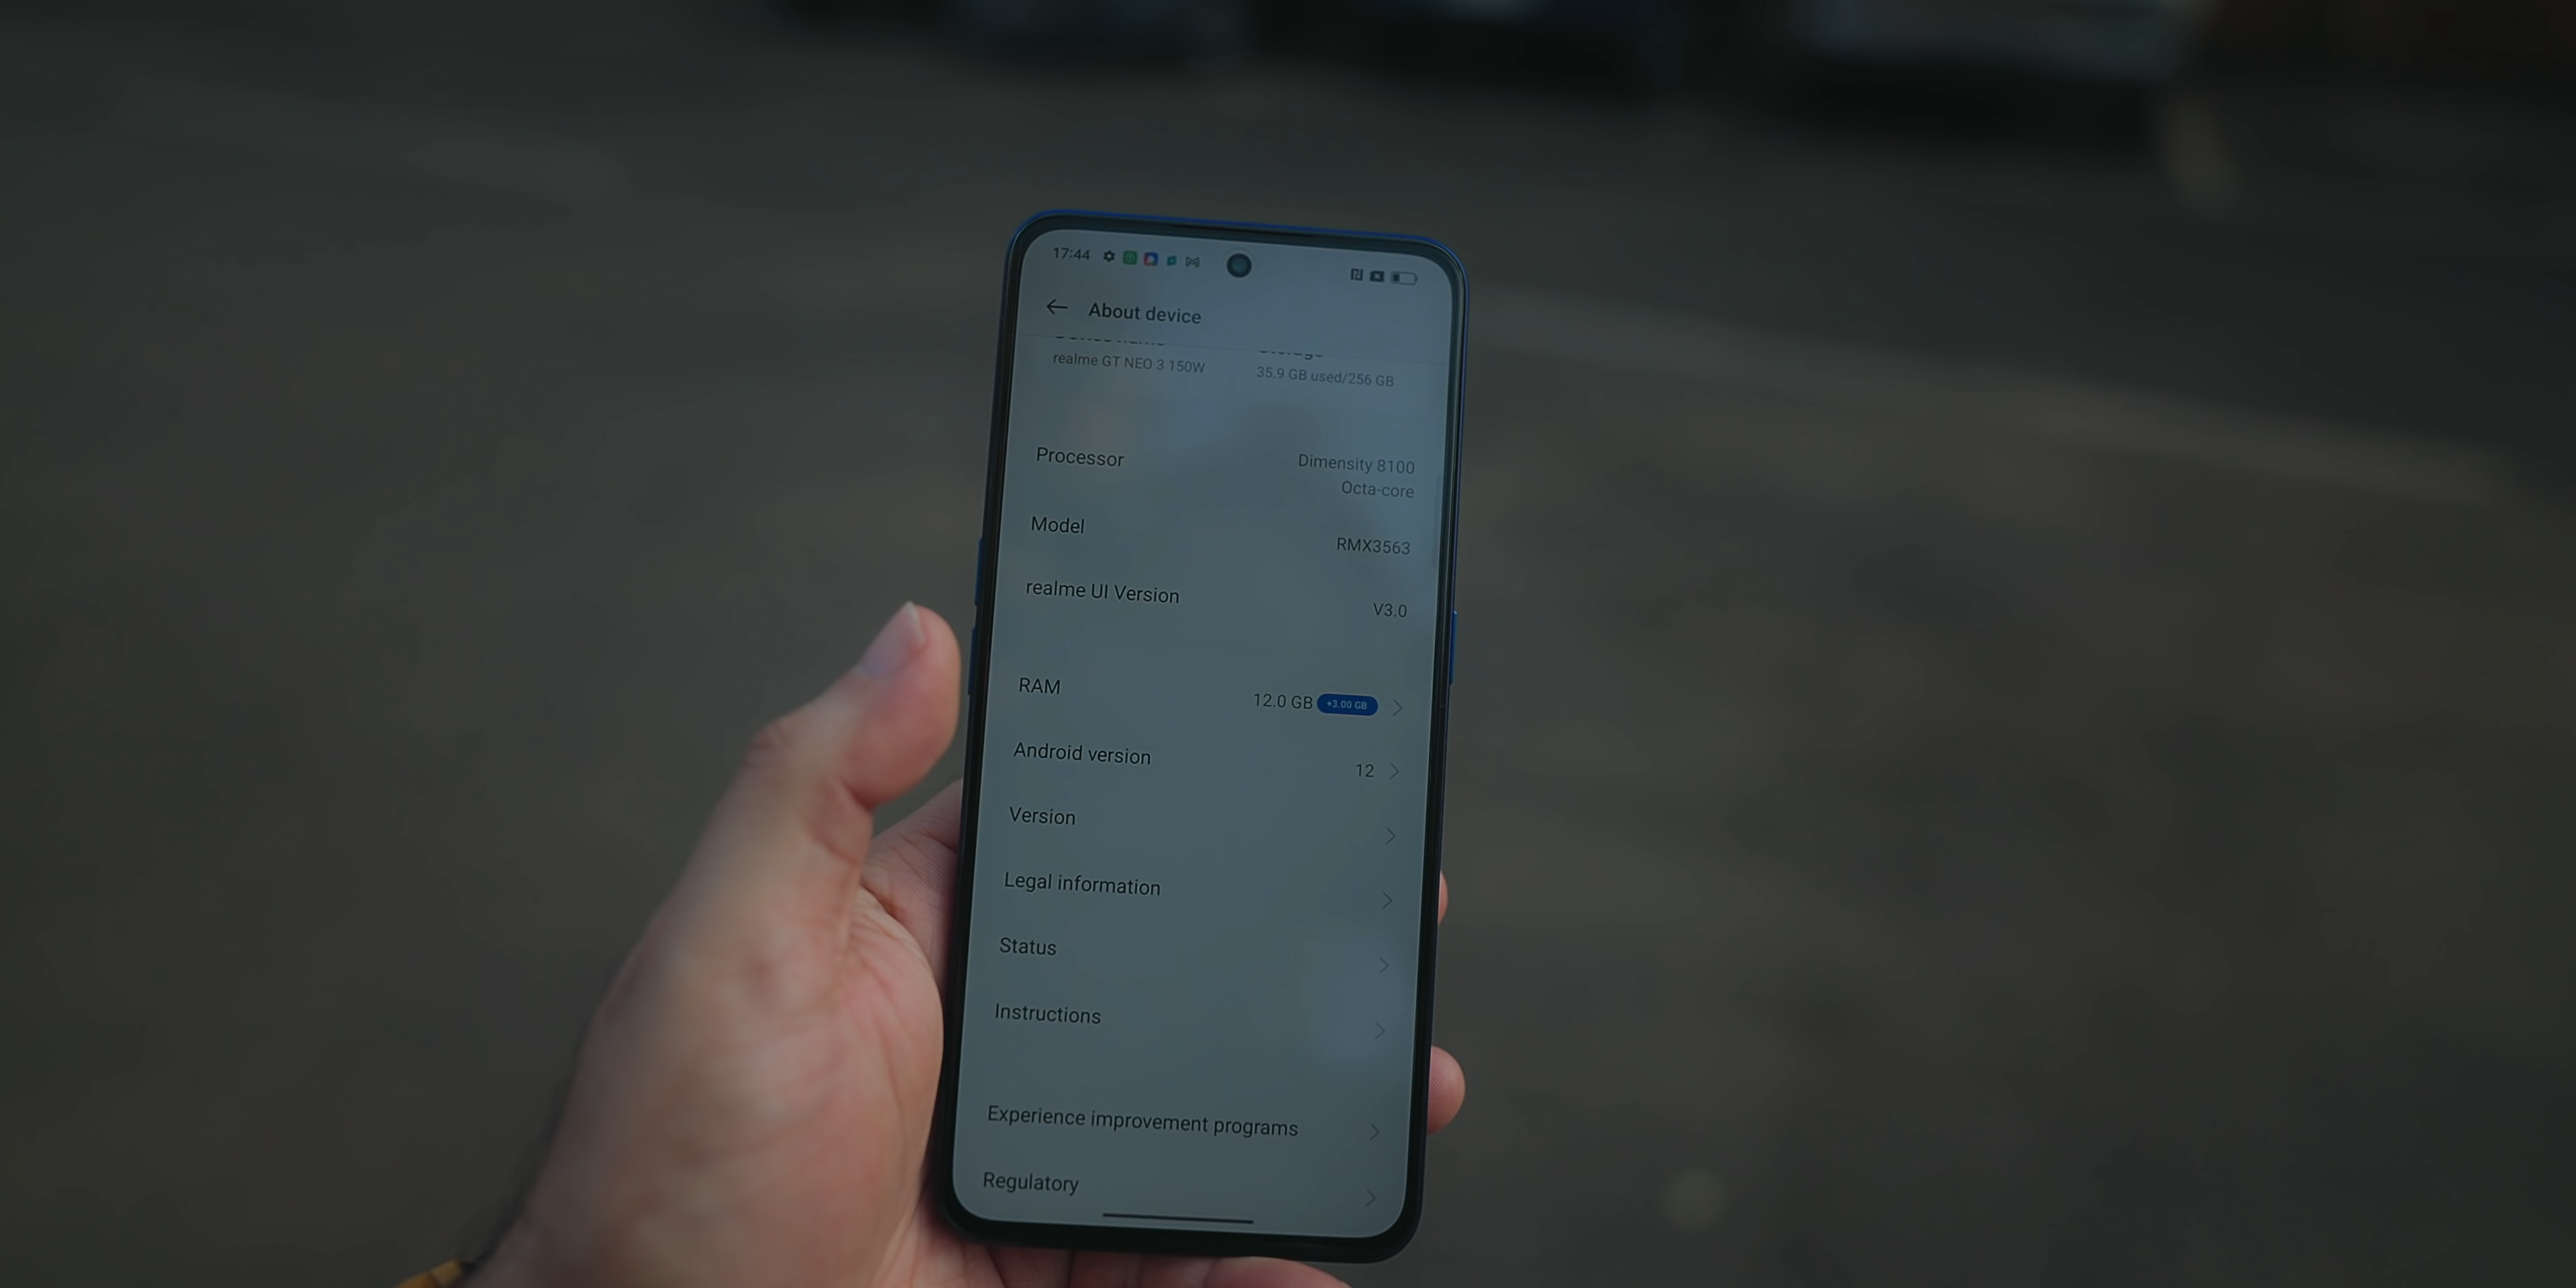 17:44
About device
realme GT NEO 3 150W
35.9 GB used/256 GB
Processor
Dimensity 8100
Octa-core
Model
RMX3563
realme UI Version
V3.0
RAM
12.0 GB +3.00 GB
Android version
12
Version
Legal information
Status
Instructions
Experience improvement programs
Regulatory